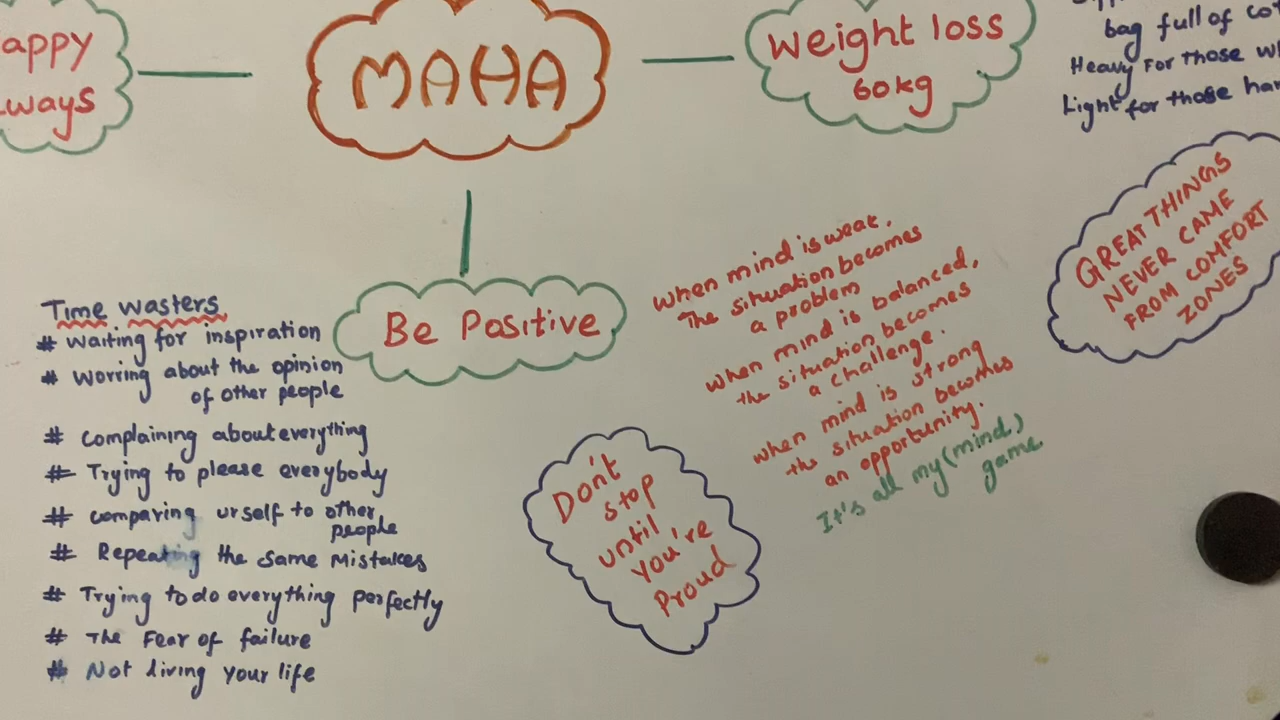 appy
ways
MAHA
Weight loss
60kg
bag full of
Heavy For those
Light for those
GREAT THINGS
NEVER CAME
FROM COMFORT
ZONES
Be Positive
When mind is weak,
The situation becomes
a problem
when mind is balanced,
the situation becomes
a challenge.
when mind is strong
the situation becomes
an opportunity.
It's all my (mind)
game
Time wasters
# Waiting for inspiration
# Worring about the opinion
of other people
# Complaining about everything
# Trying to please everybody
# comparing urself to other
people
# Repeating the same mistakes
# Trying to do everything perfectly
# The Fear of failure
# Not living your life
Don't
stop
until
you're
Proud